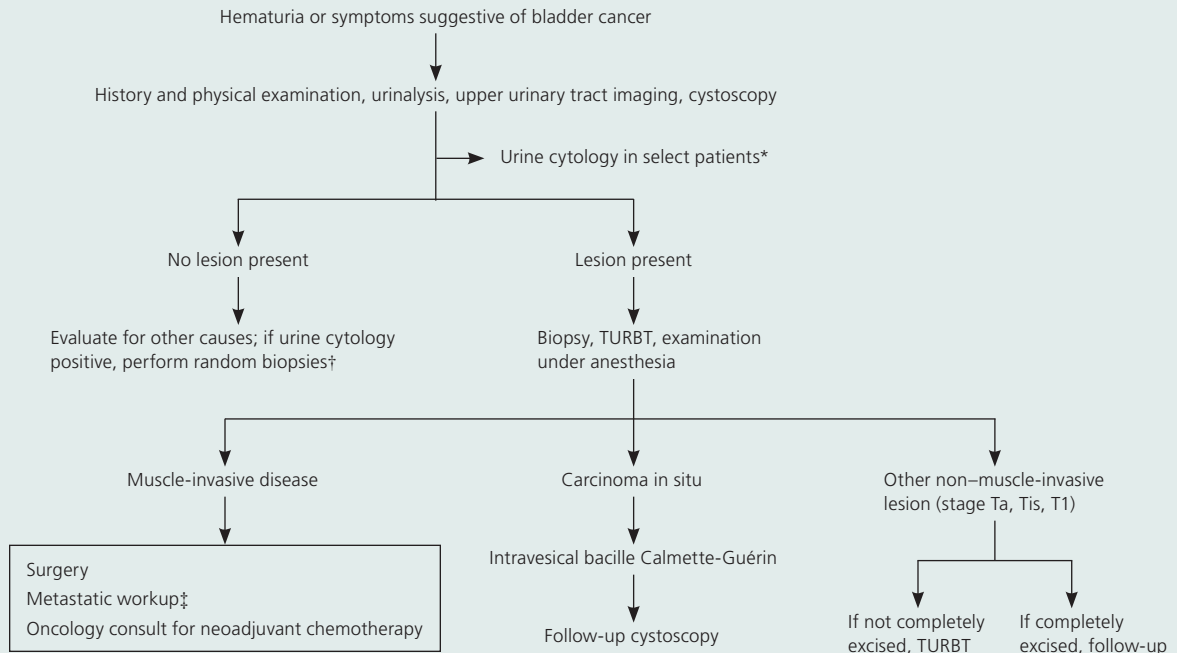 Hematuria or symptoms suggestive of bladder cancer
History and physical examination, urinalysis, upper urinary tract imaging, cystoscopy
Urine cytology in select patients*
No lesion present
Lesion present
Evaluate for other causes; if urine cytology
positive, perform random biopsies†
Biopsy, TURBT, examination
under anesthesia
Muscle-invasive disease
Carcinoma in situ
Other non–muscle-invasive
lesion (stage Ta, Tis, T1)
Surgery
Metastatic workup‡
Oncology consult for neoadjuvant chemotherapy
Intravesical bacille Calmette-Guérin
Follow-up cystoscopy
If not completely
excised, TURBT
If completely
excised, follow-up